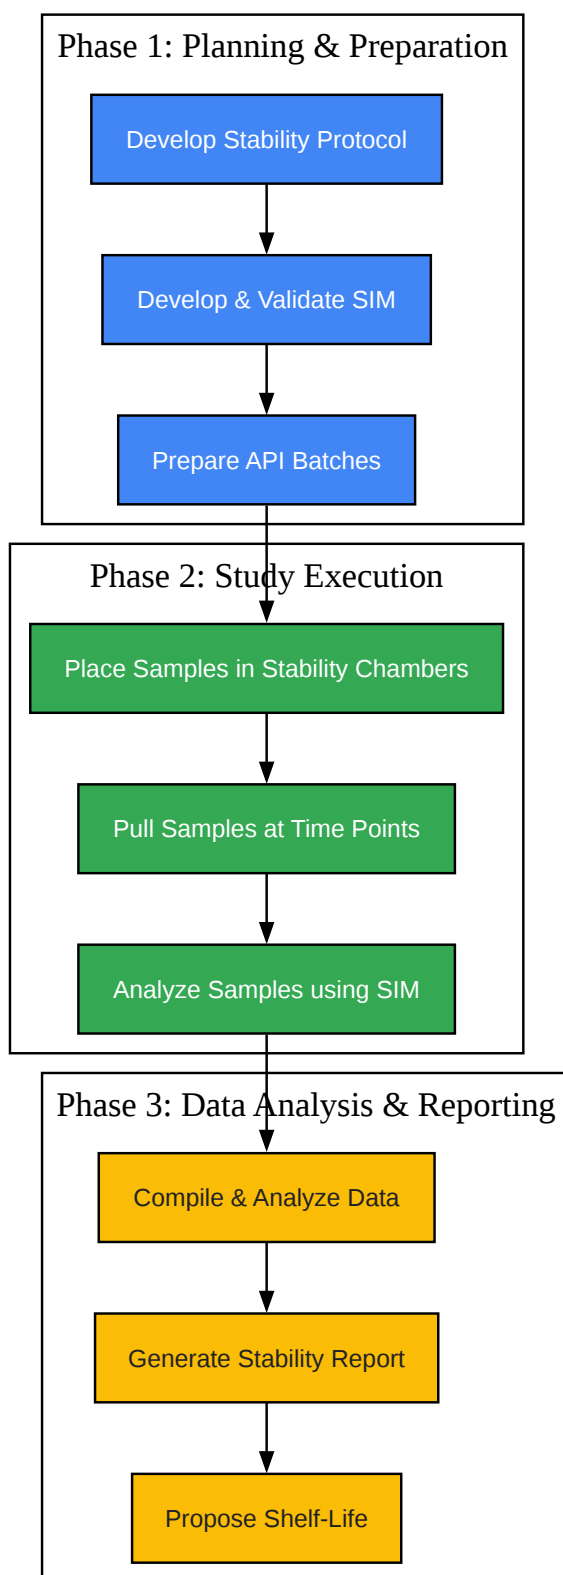 Phase 1: Planning & Preparation
Develop Stability Protocol
Develop & Validate SIM
Prepare API Batches
Phase 2: Study Execution
Place Samples in Stability Chambers
Pull Samples at Time Points
Analyze Samples using SIM
Phase 3: Data Analysis & Reporting
Compile & Analyze Data
Generate Stability Report
Propose Shelf-Life